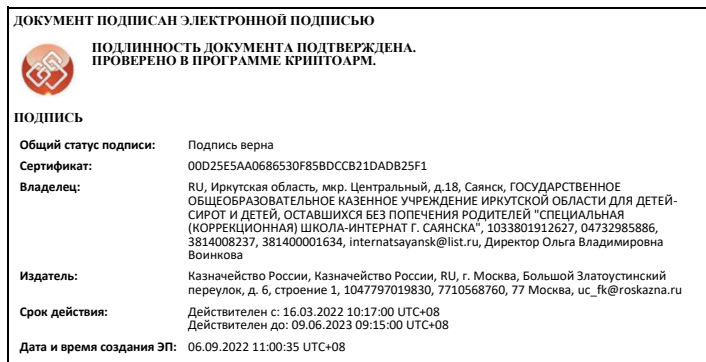 ДОКУМЕНТ ПОДПИСАН ЭЛЕКТРОННОЙ ПОДПИСЬЮ
ПОДЛИННОСТЬ ДОКУМЕНТА ПОДТВЕРЖДЕНА.
ПРОВЕРЕНО В ПРОГРАММЕ КРИПТОАРМ.
ПОДПИСЬ
Общий статус подписи: Подпись верна
Сертификат: 00D25E5AA0686530F85BDCCB21DADB25F1
Владелец: RU, Иркутская область, мкр. Центральный, д.18, Саянск, ГОСУДАРСТВЕННОЕ
ОБЩЕОБРАЗОВАТЕЛЬНОЕ КАЗЕННОЕ УЧРЕЖДЕНИЕ ИРКУТСКОЙ ОБЛАСТИ ДЛЯ ДЕТЕЙ-
СИРОТ И ДЕТЕЙ, ОСТАВШИХСЯ БЕЗ ПОПЕЧЕНИЯ РОДИТЕЛЕЙ "СПЕЦИАЛЬНАЯ
(КОРРЕКЦИОННАЯ) ШКОЛА-ИНТЕРНАТ Г. САЯНСКА", 1033801912627, 04732985886,
3814008237, 381400001634, internatsayansk@list.ru, Директор Ольга Владимировна
Воинкова
Издатель: Казначейство России, Казначейство России, RU, г. Москва, Большой Златоустинский
переулок, д. 6, строение 1, 1047797019830, 7710568760, 77 Москва, uc_fk@roskazna.ru
Срок действия: Действителен с: 16.03.2022 10:17:00 UTC+08
Действителен до: 09.06.2023 09:15:00 UTC+08
Дата и время создания ЭП: 06.09.2022 11:00:35 UTC+08